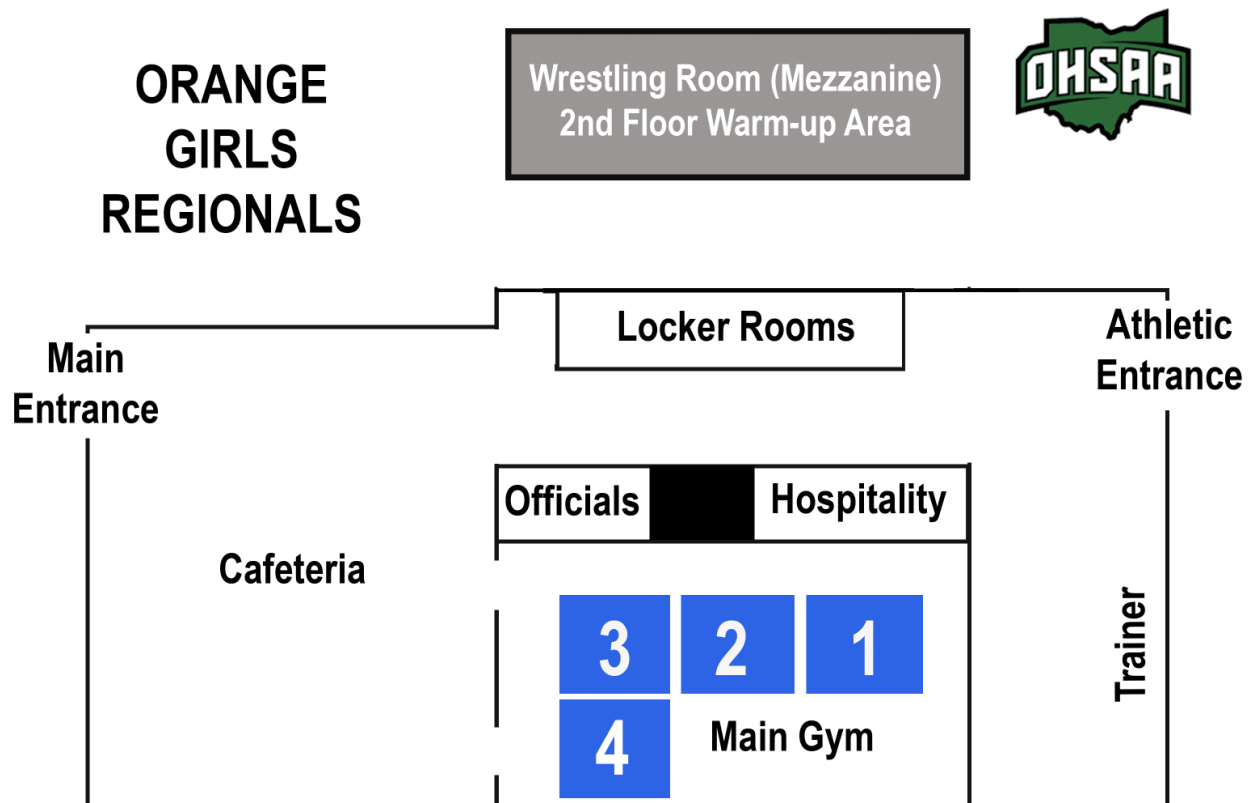 ORANGE
GIRLS
REGIONALS
Wrestling Room (Mezzanine)
2nd Floor Warm-up Area
OHSAA
Locker Rooms
Main
Entrance
Athletic
Entrance
Officials
Hospitality
Cafeteria
3 2 1
Trainer
4
Main Gym